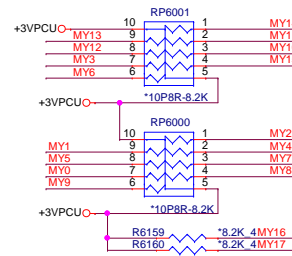 RP6001
+3VPCU 10 1 MY1
MY13 9 2 MY1
MY12 8 3 MY1
MY3 7 4 MY1
MY6 6 5
*10P8R-8.2K
+3VPCU
RP6000
10 1 MY2
MY1 9 2 MY4
MY5 8 3 MY7
MY0 7 4 MY8
MY9 6 5
*10P8R-8.2K
+3VPCU
R6159 *8.2K_4 MY16
R6160 *8.2K_4 MY17